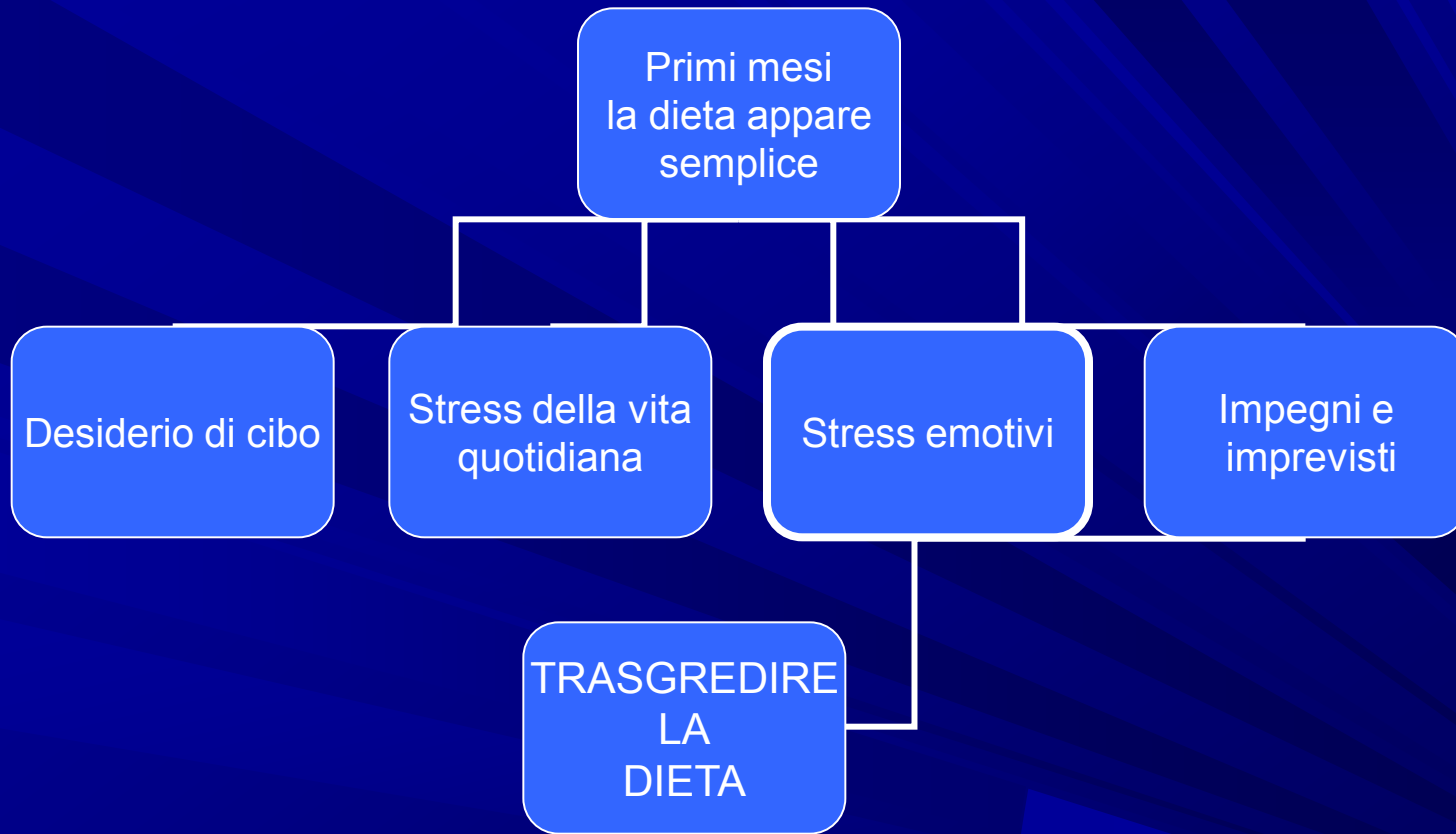 Primi mesi
la dieta appare
semplice
Desiderio di cibo
Stress della vita
quotidiana
Stress emotivi
Impegni e
imprevisti
TRASGREDIRE
LA
DIETA